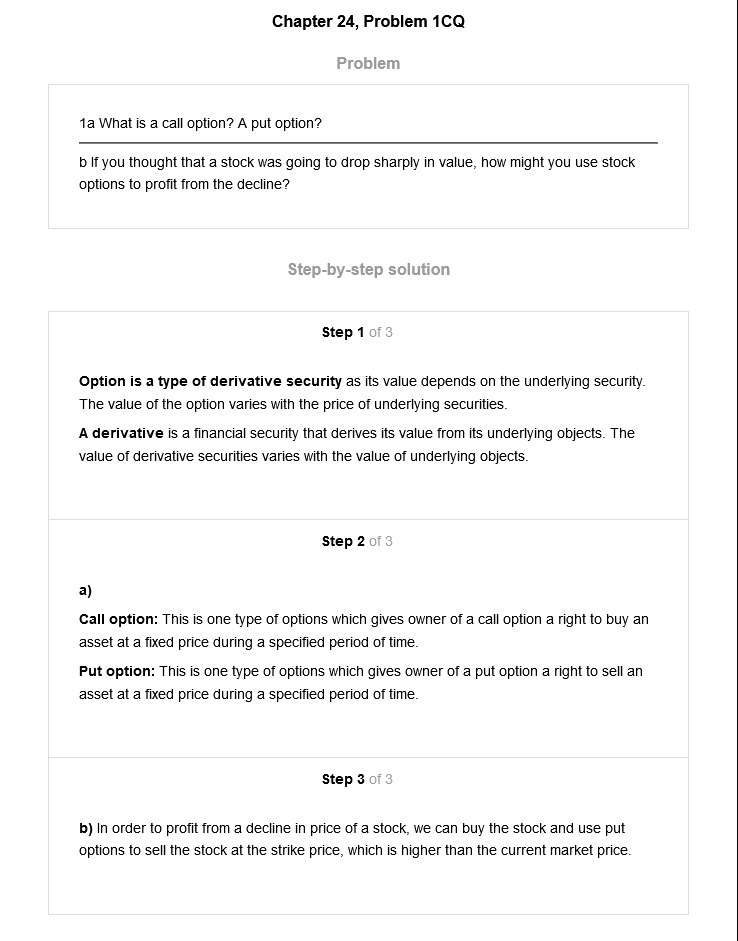 Chapter 24, Problem 1CQ
Problem
1a What is a call option? A put option?
b If you thought that a stock was going to drop sharply in value, how might you use stock
options to profit from the decline?
Step-by-step solution
Step 1 of 3
Option is a type of derivative security as its value depends on the underlying security.
The value of the option varies with the price of underlying securities.
A derivative is a financial security that derives its value from its underlying objects. The
value of derivative securities varies with the value of underlying objects.
Step 2 of 3
a)
Call option: This is one type of options which gives owner of a call option a right to buy an
asset at a fixed price during a specified period of time.
Put option: This is one type of options which gives owner of a put option a right to sell an
asset at a fixed price during a specified period of time.
Step 3 of 3
b) In order to profit from a decline in price of a stock, we can buy the stock and use put
options to sell the stock at the strike price, which is higher than the current market price.